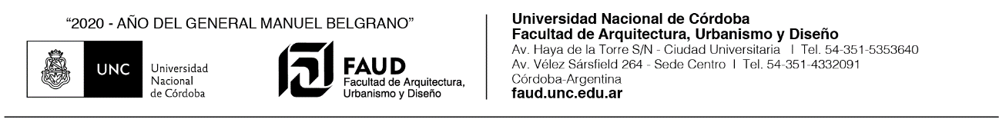 “2020 - AÑO DEL GENERAL MANUEL BELGRANO”
UNC
Universidad
Nacional
de Córdoba
FAUD
Facultad de Arquitectura,
Urbanismo y Diseño
Universidad Nacional de Córdoba
Facultad de Arquitectura, Urbanismo y Diseño
Av. Haya de la Torre S/N - Ciudad Universitaria I Tel. 54-351-5353640
Av. Vélez Sársfield 264 - Sede Centro I Tel. 54-351-4332091
Córdoba-Argentina
faud.unc.edu.ar